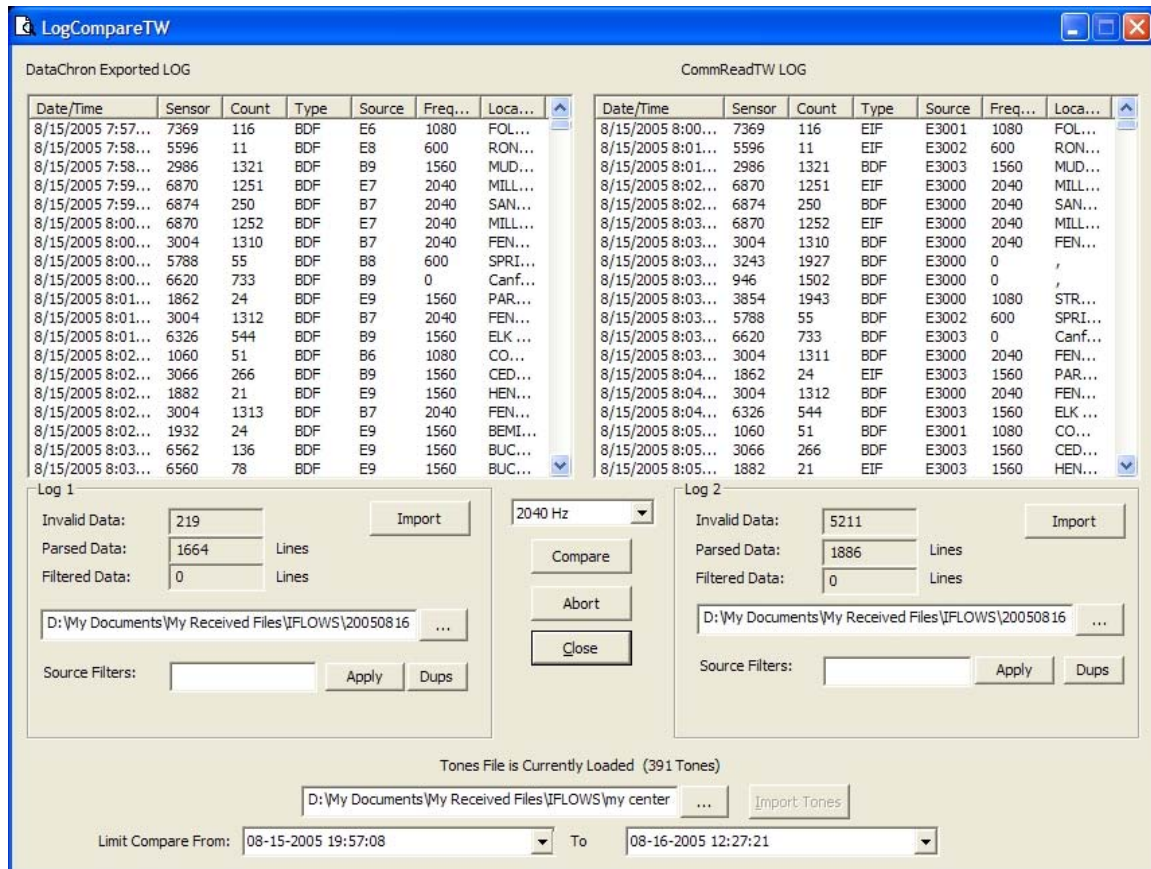 LogCompareTW
DataChron Exported LOG
Date/Time Sensor Count Type Source Freq... Loca...
8/15/2005 7:57... 7369 116 BDF E6 1080 FOL...
8/15/2005 7:58... 5596 11 BDF E8 600 RON...
8/15/2005 7:58... 2986 1321 BDF B9 1560 MUD...
8/15/2005 7:59... 6870 1251 BDF E7 2040 MILL...
8/15/2005 7:59... 6874 250 BDF B7 2040 SAN...
8/15/2005 8:00... 6870 1252 BDF E7 2040 MILL...
8/15/2005 8:00... 3004 1310 BDF B7 2040 FEN...
8/15/2005 8:00... 5788 55 BDF B8 600 SPRI...
8/15/2005 8:00... 6620 733 BDF B9 0 Canf...
8/15/2005 8:01... 1862 24 BDF E9 1560 PAR...
8/15/2005 8:01... 3004 1312 BDF B7 2040 FEN...
8/15/2005 8:01... 6326 544 BDF B9 1560 ELK ...
8/15/2005 8:02... 1060 51 BDF B6 1080 CO...
8/15/2005 8:02... 3066 266 BDF B9 1560 CED...
8/15/2005 8:02... 1882 21 BDF E9 1560 HEN...
8/15/2005 8:02... 3004 1313 BDF B7 2040 FEN...
8/15/2005 8:02... 1932 24 BDF E9 1560 BEMI...
8/15/2005 8:03... 6562 136 BDF E9 1560 BUC...
8/15/2005 8:03... 6560 78 BDF E9 1560 BUC...
CommReadTW LOG
Date/Time Sensor Count Type Source Freq... Loca...
8/15/2005 8:00... 7369 116 EIF E3001 1080 FOL...
8/15/2005 8:01... 5596 11 EIF E3002 600 RON...
8/15/2005 8:01... 2986 1321 BDF E3003 1560 MUD...
8/15/2005 8:02... 6870 1251 EIF E3000 2040 MILL...
8/15/2005 8:02... 6874 250 BDF E3000 2040 SAN...
8/15/2005 8:03... 6870 1252 EIF E3000 2040 MILL...
8/15/2005 8:03... 3004 1310 BDF E3000 2040 FEN...
8/15/2005 8:03... 3243 1927 BDF E3000 0 ,
8/15/2005 8:03... 946 1502 BDF E3000 0 ,
8/15/2005 8:03... 3854 1943 BDF E3000 1080 STR...
8/15/2005 8:03... 5788 55 BDF E3002 600 SPRI...
8/15/2005 8:03... 6620 733 BDF E3003 0 Canf...
8/15/2005 8:03... 3004 1311 BDF E3000 2040 FEN...
8/15/2005 8:04... 1862 24 EIF E3003 1560 PAR...
8/15/2005 8:04... 3004 1312 BDF E3000 2040 FEN...
8/15/2005 8:04... 6326 544 BDF E3003 1560 ELK ...
8/15/2005 8:05... 1060 51 BDF E3001 1080 CO...
8/15/2005 8:05... 3066 266 BDF E3003 1560 CED...
8/15/2005 8:05... 1882 21 EIF E3003 1560 HEN...
Log 1
Invalid Data: 219 Import
Parsed Data: 1664 Lines
Filtered Data: 0 Lines
D:\My Documents\My Received Files\IFLOWS\20050816 ...
Source Filters: Apply Dups
2040 Hz
Compare
Abort
Close
Log 2
Invalid Data: 5211 Import
Parsed Data: 1886 Lines
Filtered Data: 0 Lines
D:\My Documents\My Received Files\IFLOWS\20050816 ...
Source Filters: Apply Dups
Tones File is Currently Loaded (391 Tones)
D:\My Documents\My Received Files\IFLOWS\my center ... Import Tones
Limit Compare From: 08-15-2005 19:57:08 To 08-16-2005 12:27:21